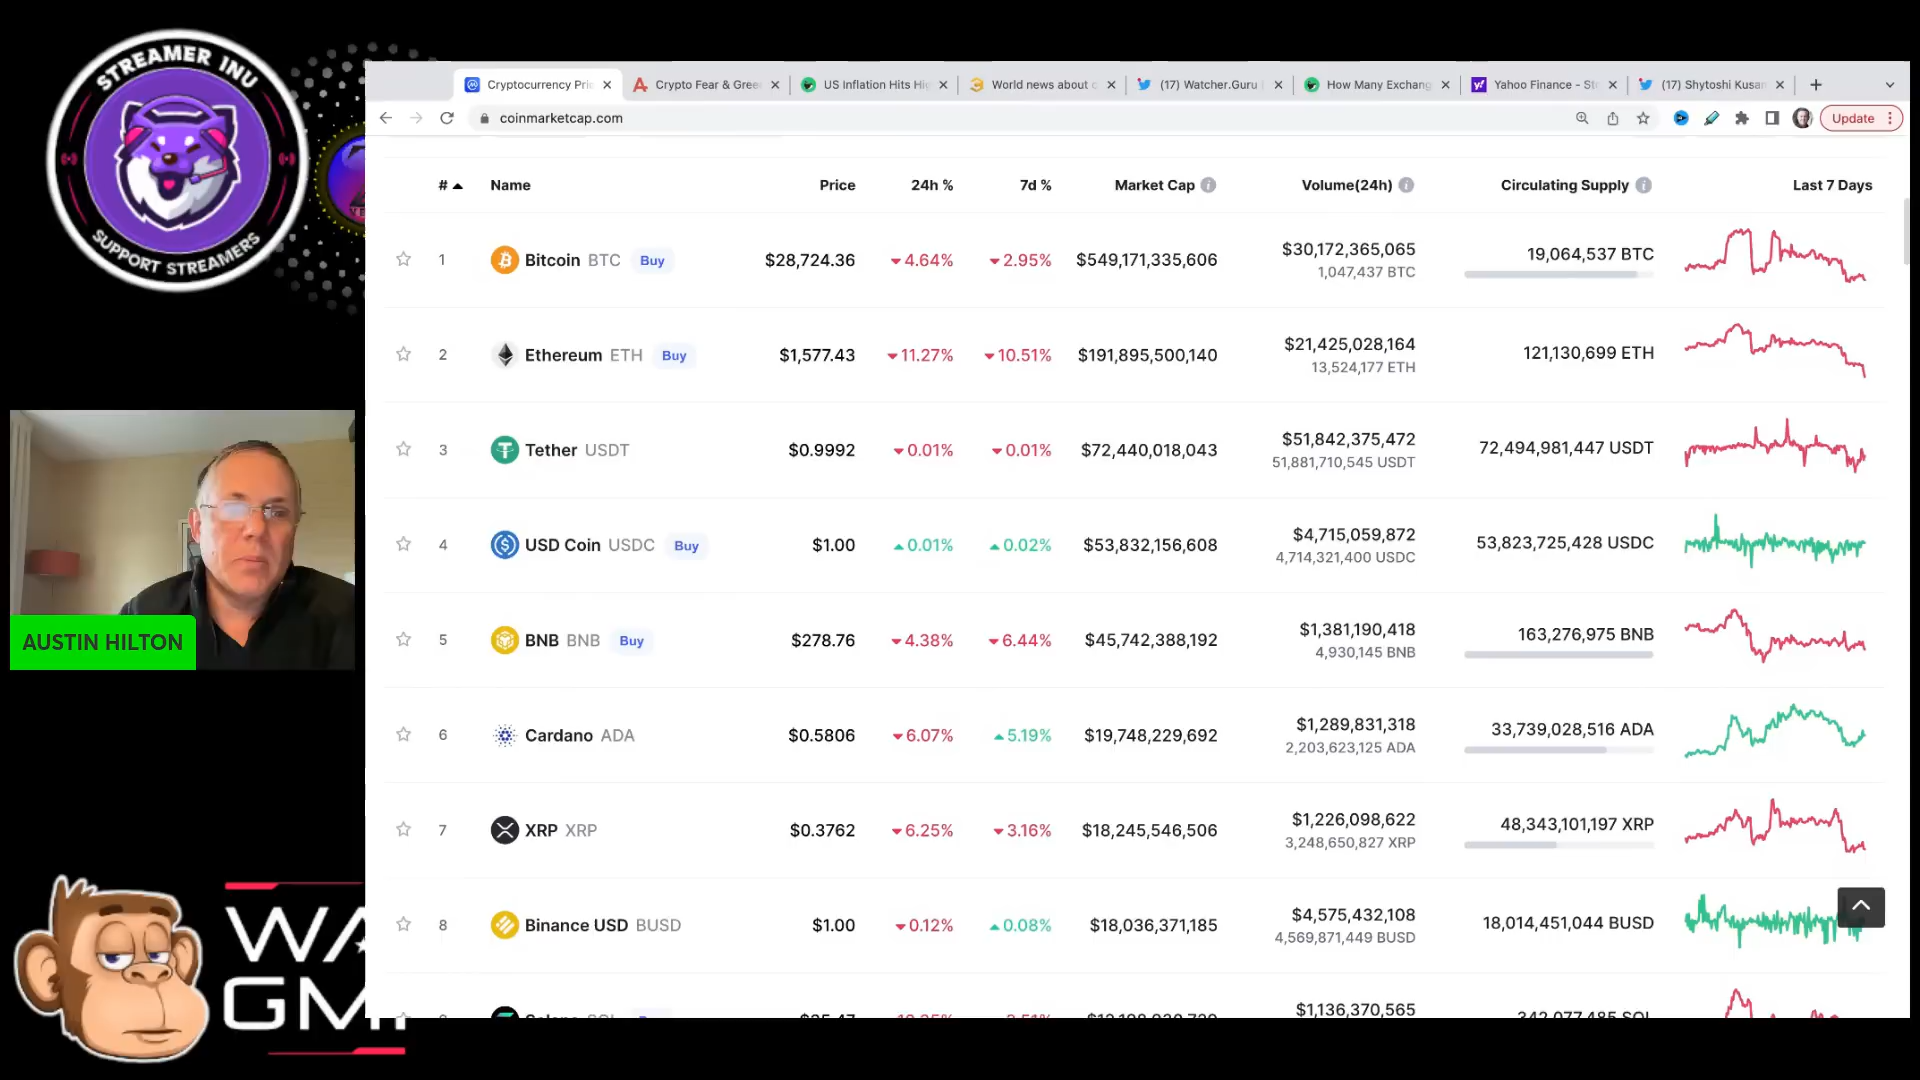 STREAMER INU
SUPPORT STREAMERS
Cryptocurrency Pri
Crypto Fear & Gree
US Inflation Hits Hi
World news about c
(17) Watcher.Guru
How Many Exchang
Yahoo Finance - St
(17) Shytoshi Kusan
coinmarketcap.com
Update
# Name Price 24h % 7d % Market Cap Volume(24h) Circulating Supply Last 7 Days
1 Bitcoin BTC Buy $28,724.36 4.64% 2.95% $549,171,335,606 $30,172,365,065 19,064,537 BTC
1,047,437 BTC
2 Ethereum ETH Buy $1,577.43 11.27% 10.51% $191,895,500,140 $21,425,028,164 121,130,699 ETH
13,524,177 ETH
3 Tether USDT $0.9992 0.01% 0.01% $72,440,018,043 $51,842,375,472 72,494,981,447 USDT
51,881,710,545 USDT
4 USD Coin USDC Buy $1.00 0.01% 0.02% $53,832,156,608 $4,715,059,872 53,823,725,428 USDC
4,714,321,400 USDC
5 BNB BNB Buy $278.76 4.38% 6.44% $45,742,388,192 $1,381,190,418 163,276,975 BNB
4,930,145 BNB
6 Cardano ADA $0.5806 6.07% 5.19% $19,748,229,692 $1,289,831,318 33,739,028,516 ADA
2,203,623,125 ADA
7 XRP XRP $0.3762 6.25% 3.16% $18,245,546,506 $1,226,098,622 48,343,101,197 XRP
3,248,650,827 XRP
8 Binance USD BUSD $1.00 0.12% 0.08% $18,036,371,185 $4,575,432,108 18,014,451,044 BUSD
4,569,871,449 BUSD
$1,136,370,565
AUSTIN HILTON
WA
GMI